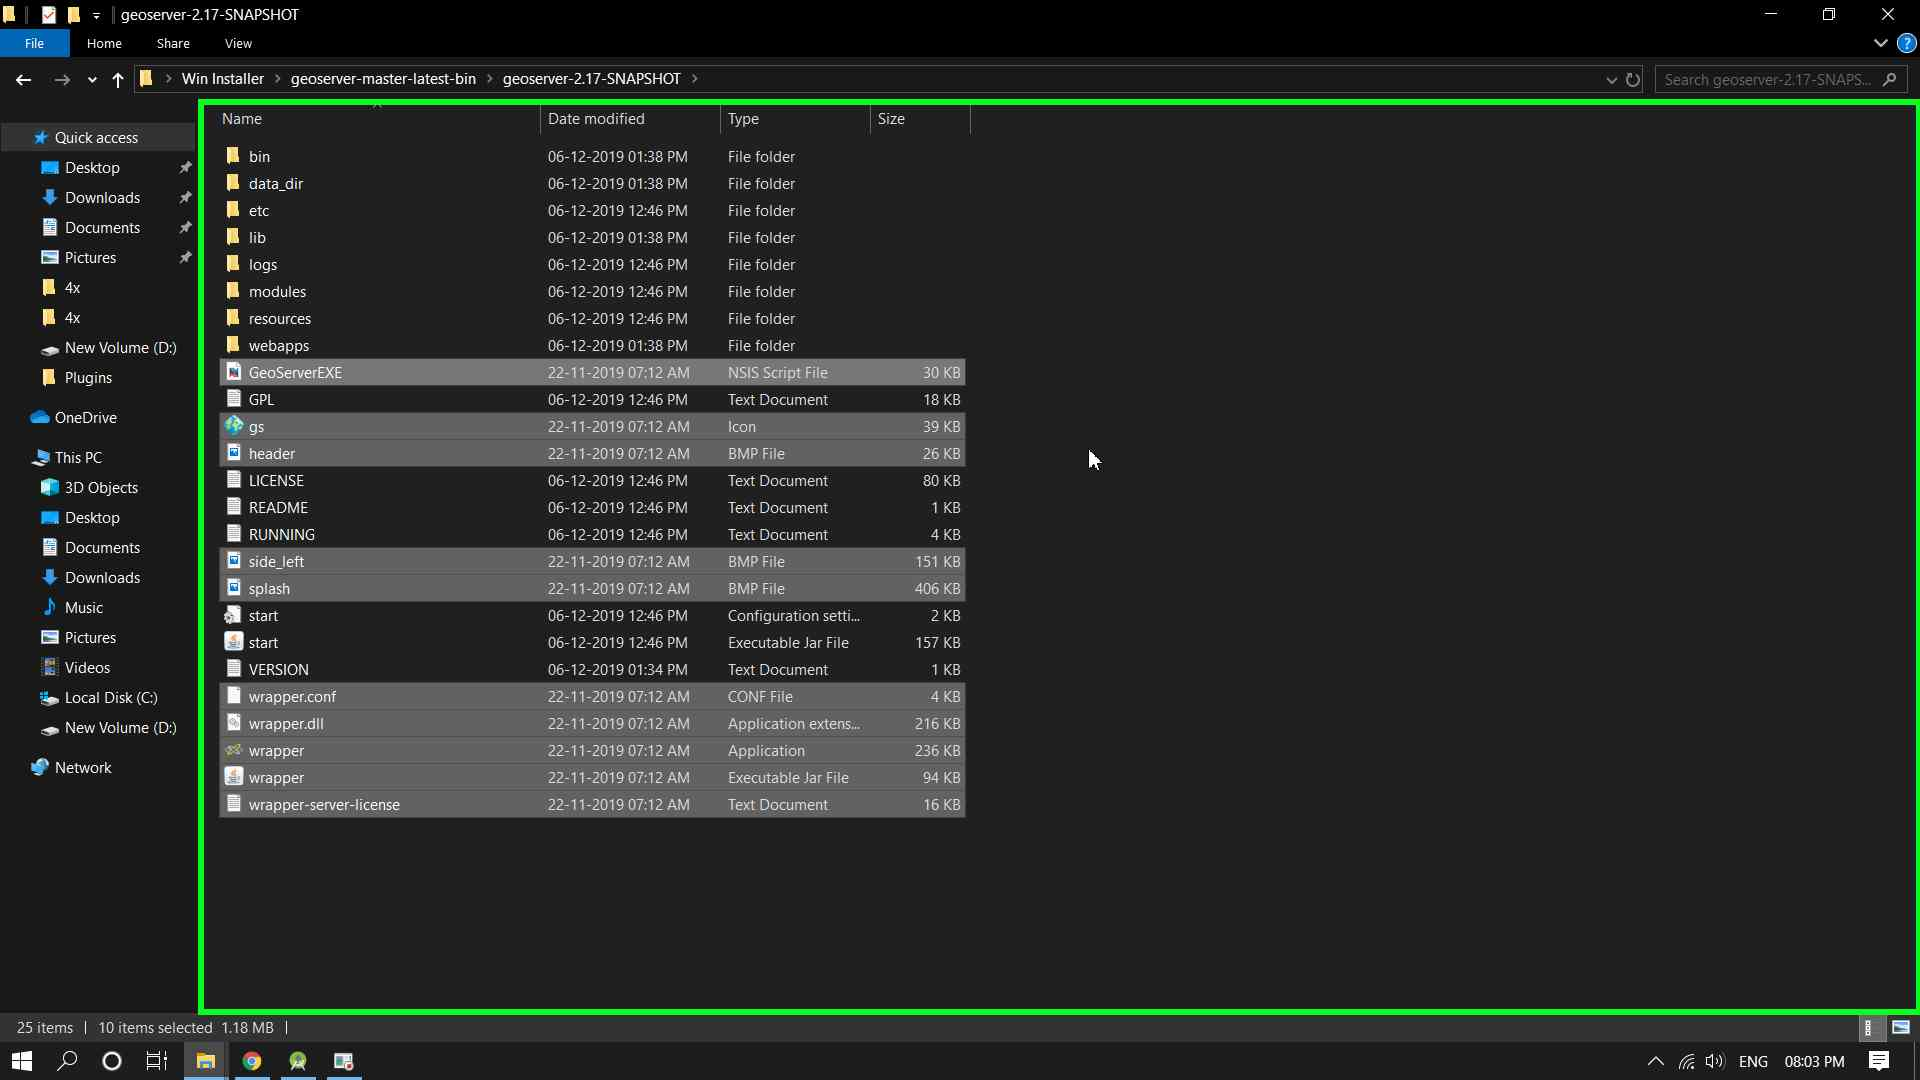 geoserver-2.17-SNAPSHOT
File Home Share View
Win Installer geoserver-master-latest-bin geoserver-2.17-SNAPSHOT Search geoserver-2.17-SNAPS...
Quick access
Desktop
Downloads
Documents
Pictures
4x
4x
New Volume (D:)
Plugins
OneDrive
This PC
3D Objects
Desktop
Documents
Downloads
Music
Pictures
Videos
Local Disk (C:)
New Volume (D:)
Network
Name Date modified Type Size
bin 06-12-2019 01:38 PM File folder
data_dir 06-12-2019 01:38 PM File folder
etc 06-12-2019 12:46 PM File folder
lib 06-12-2019 01:38 PM File folder
logs 06-12-2019 12:46 PM File folder
modules 06-12-2019 12:46 PM File folder
resources 06-12-2019 12:46 PM File folder
webapps 06-12-2019 01:38 PM File folder
GeoServerEXE 22-11-2019 07:12 AM NSIS Script File 30 KB
GPL 06-12-2019 12:46 PM Text Document 18 KB
gs 22-11-2019 07:12 AM Icon 39 KB
header 22-11-2019 07:12 AM BMP File 26 KB
LICENSE 06-12-2019 12:46 PM Text Document 80 KB
README 06-12-2019 12:46 PM Text Document 1 KB
RUNNING 06-12-2019 12:46 PM Text Document 4 KB
side_left 22-11-2019 07:12 AM BMP File 151 KB
splash 22-11-2019 07:12 AM BMP File 406 KB
start 06-12-2019 12:46 PM Configuration setti... 2 KB
start 06-12-2019 12:46 PM Executable Jar File 157 KB
VERSION 06-12-2019 01:34 PM Text Document 1 KB
wrapper.conf 22-11-2019 07:12 AM CONF File 4 KB
wrapper.dll 22-11-2019 07:12 AM Application extens... 216 KB
wrapper 22-11-2019 07:12 AM Application 236 KB
wrapper 22-11-2019 07:12 AM Executable Jar File 94 KB
wrapper-server-license 22-11-2019 07:12 AM Text Document 16 KB
25 items 10 items selected 1.18 MB
ENG 08:03 PM